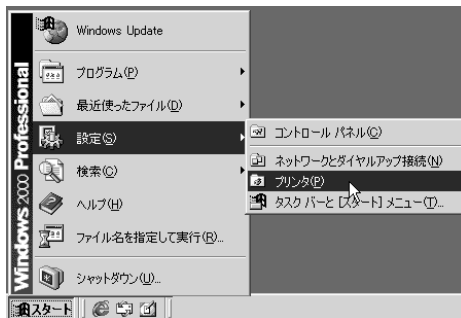 Windows 2000 Professional
Windows Update
プログラム(P)
最近使ったファイル(D)
設定(S)
検索(C)
ヘルプ(H)
ファイル名を指定して実行(R)...
シャットダウン(U)...
コントロール パネル(C)
ネットワークとダイヤルアップ接続(N)
プリンタ(P)
タスク バーと [スタート] メニュー(T)...
スタート